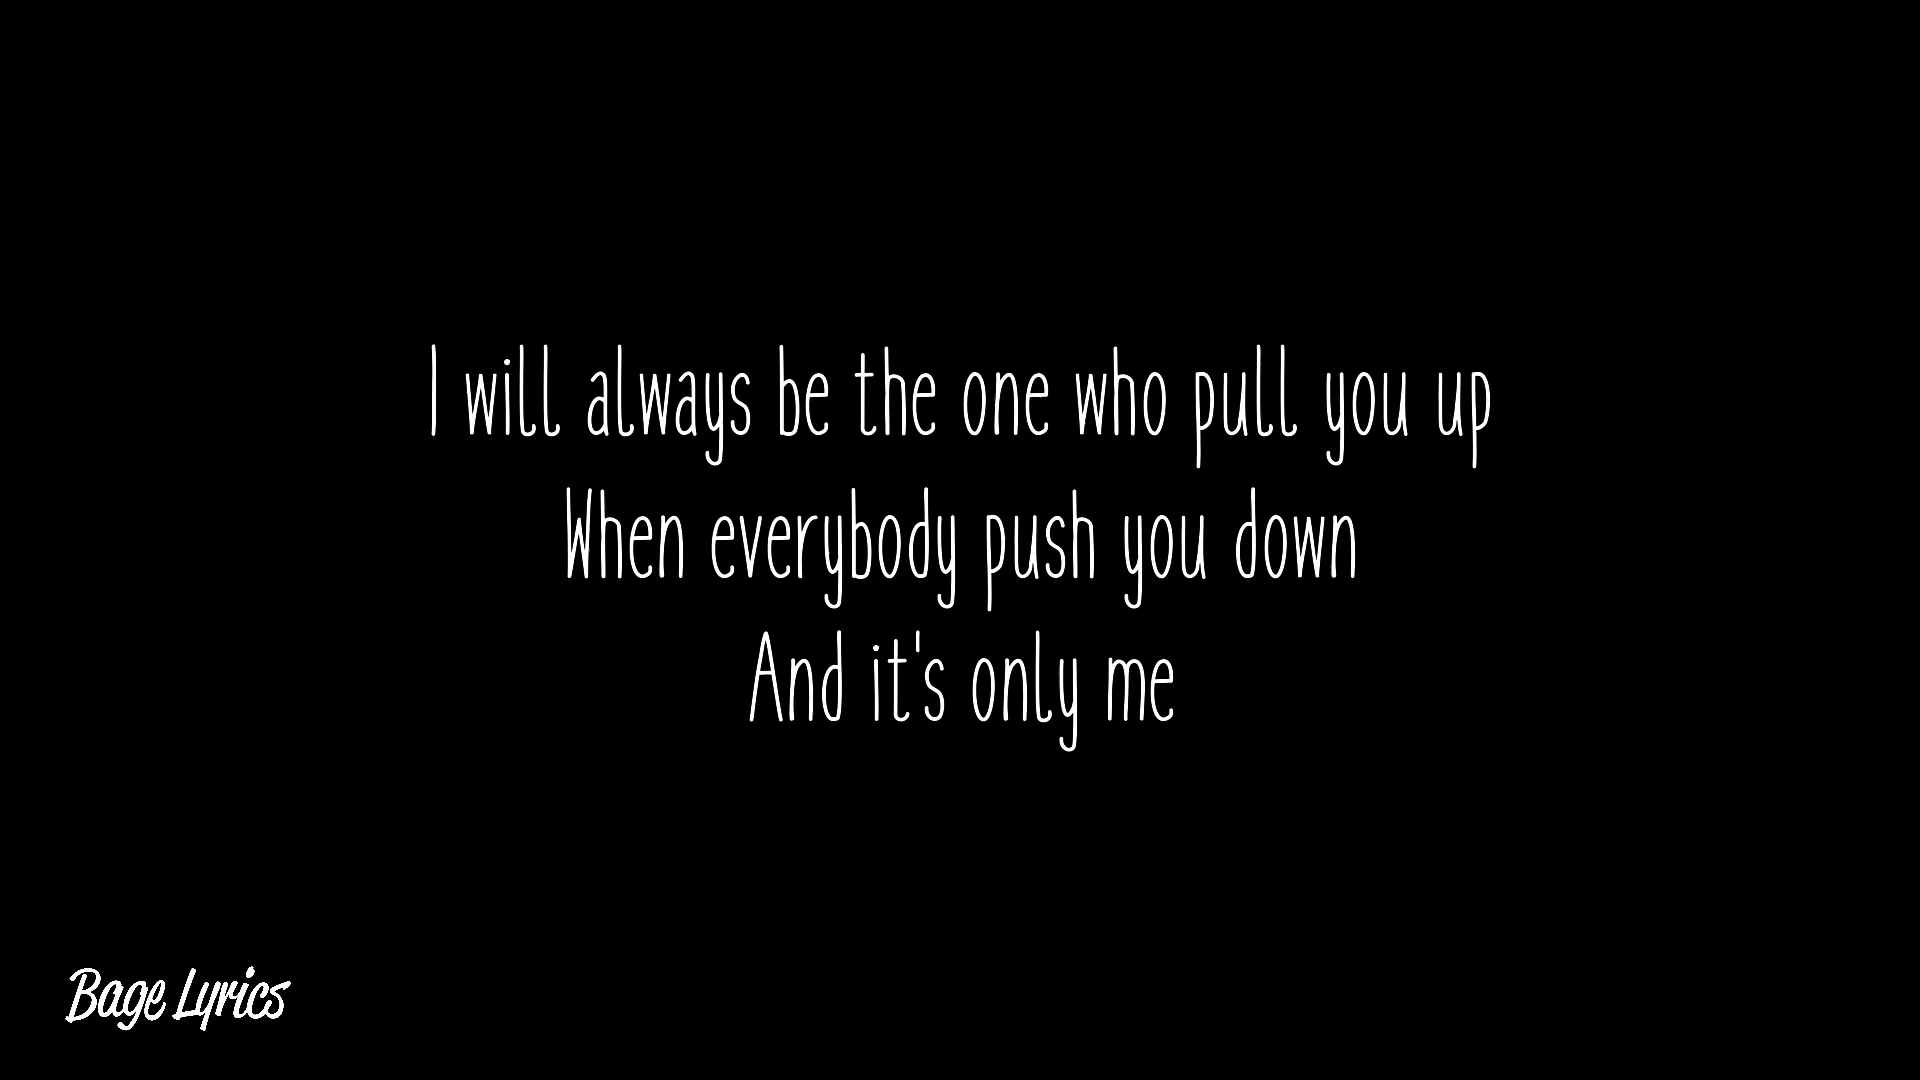 I will always be the one who pull you up
When everybody push you down
And it's only me
Bage Lyrics